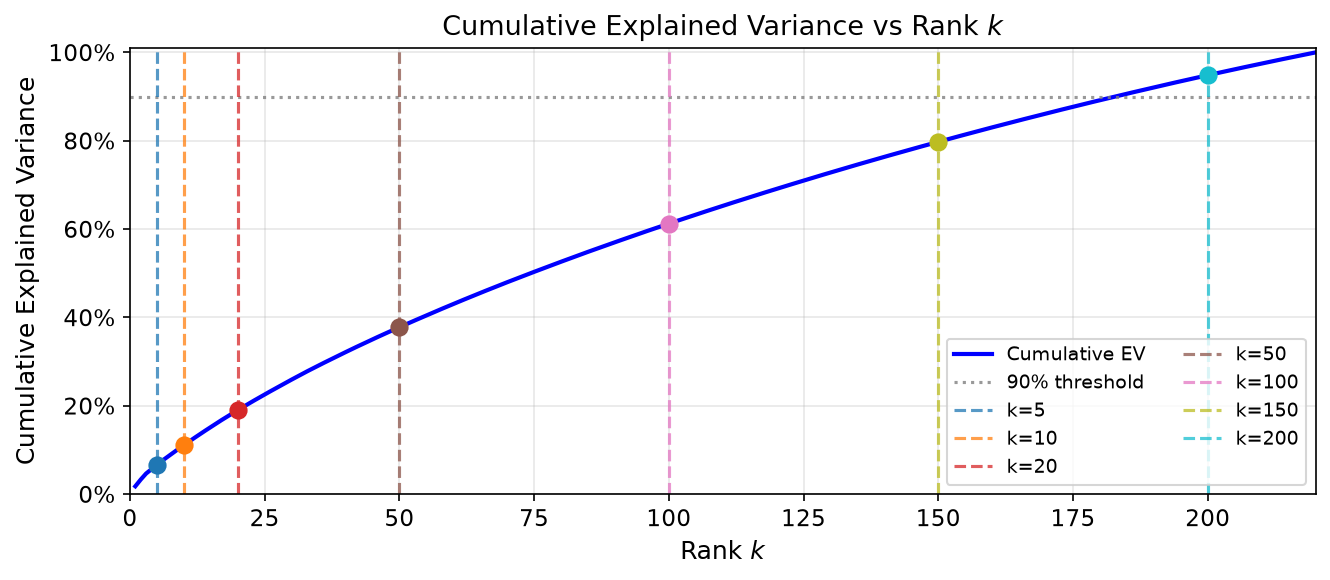 Cumulative Explained Variance vs Rank k
Cumulative Explained Variance
100%
80%
60%
40%
20%
0%
0
25
50
75
100
125
150
175
200
Rank k
Cumulative EV
90% threshold
k=5
k=10
k=20
k=50
k=100
k=150
k=200